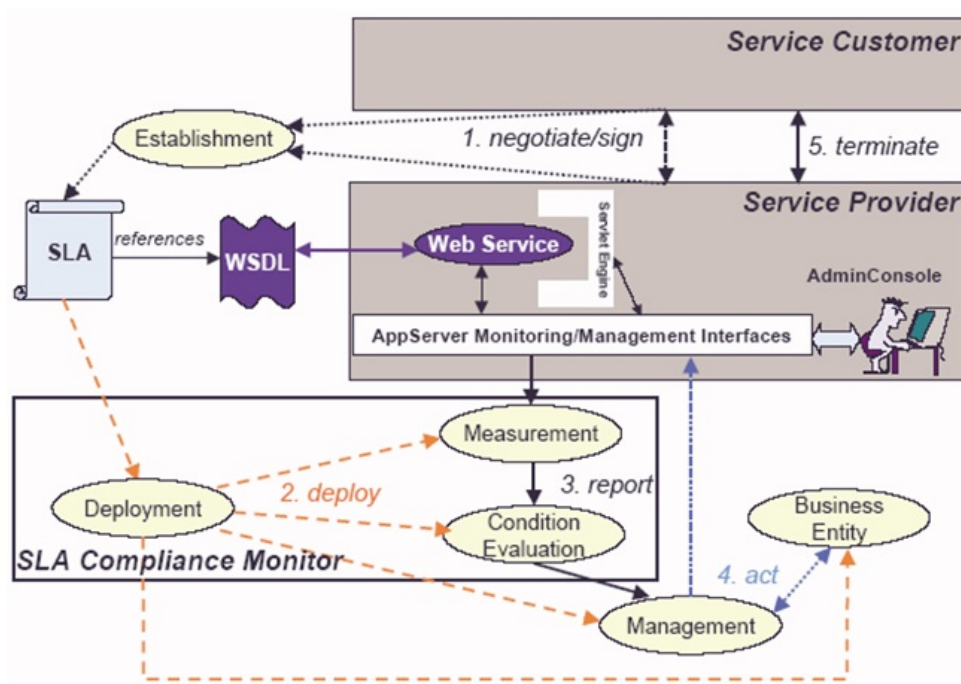 Service Customer
Establishment
1. negotiate/sign
5. terminate
Service Provider
SLA
references
WSDL
Web Service
Servlet Engine
AdminConsole
AppServer Monitoring/Management Interfaces
Measurement
2. deploy
3. report
Deployment
Condition
Evaluation
Business
Entity
SLA Compliance Monitor
4. act
Management